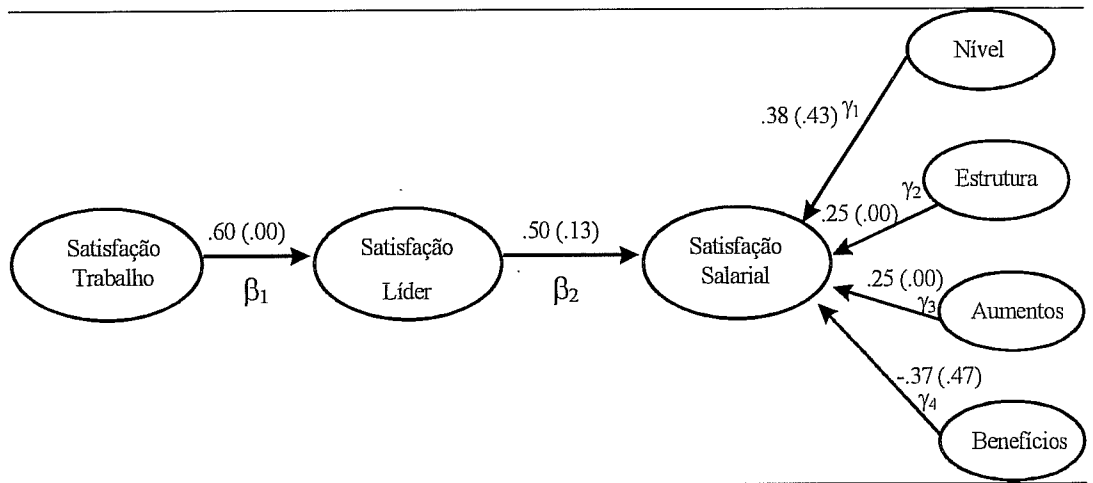 Nível
.38 (.43) γ1
Estrutura
γ2
.25 (.00)
Satisfação
Trabalho
.60 (.00)
β1
Satisfação
Líder
.50 (.13)
β2
Satisfação
Salarial
.25 (.00)
γ3
Aumentos
-.37 (.47)
γ4
Benefícios